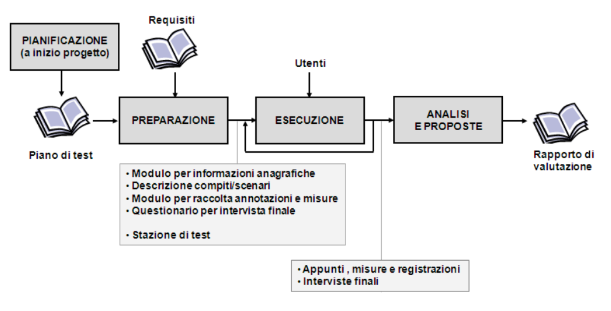 Requisiti
PIANIFICAZIONE
(a inizio progetto)
Utenti
PREPARAZIONE
ESECUZIONE
ANALISI
E PROPOSTE
Piano di test
Rapporto di
valutazione
• Modulo per informazioni anagrafiche
• Descrizione compiti/scenari
• Modulo per raccolta annotazioni e misure
• Questionario per intervista finale
• Stazione di test
• Appunti , misure e registrazioni
• Interviste finali